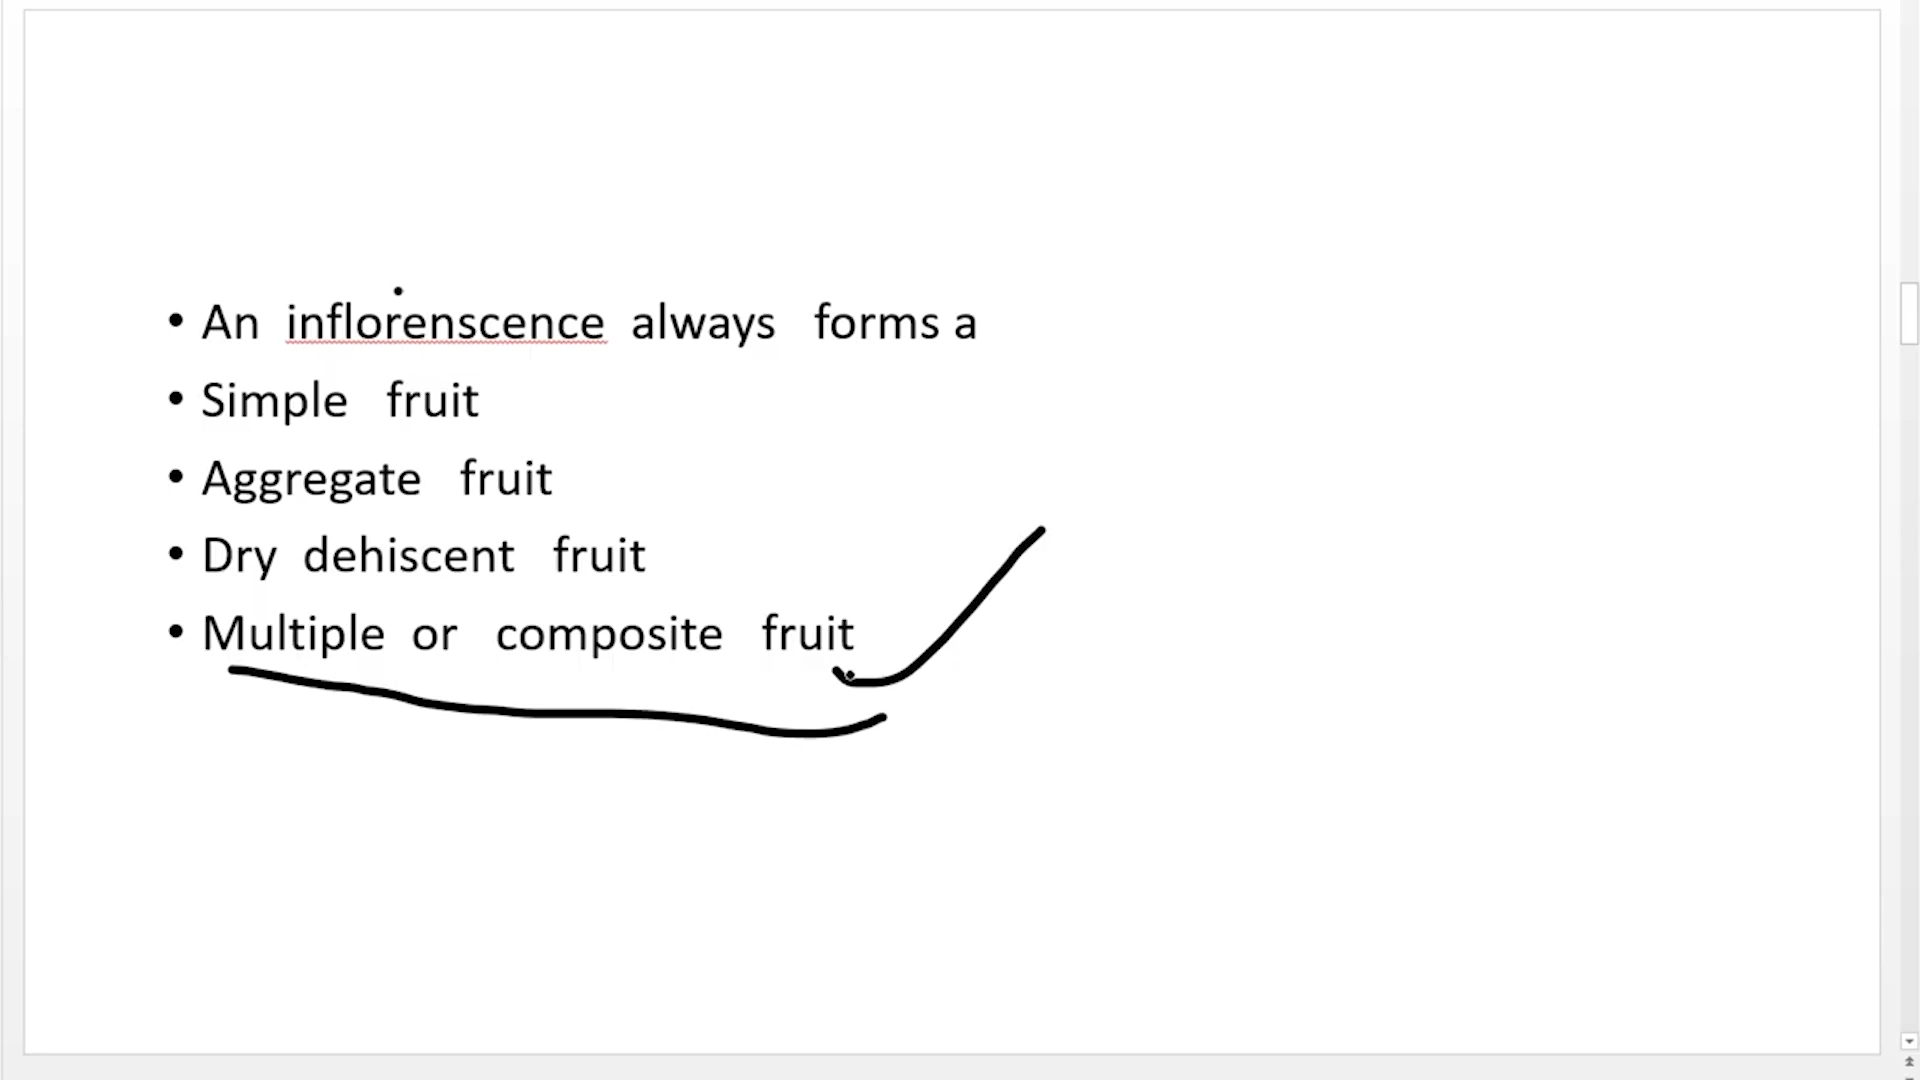 • An inflorenscence always forms a
• Simple fruit
• Aggregate fruit
• Dry dehiscent fruit
• Multiple or composite fruit